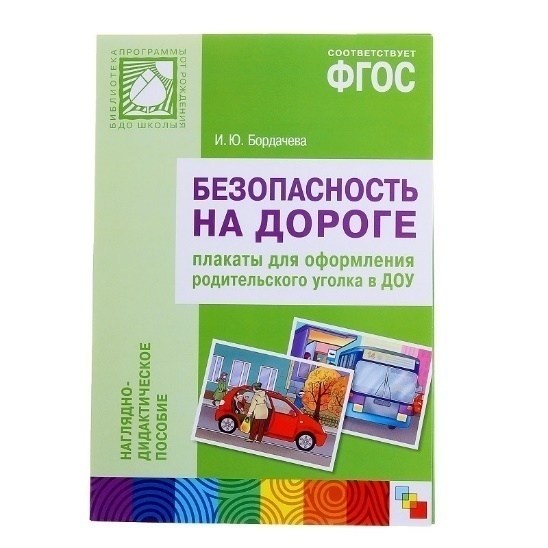 БИБЛИОТЕКА
ПРОГРАММЫ
ОТ РОЖДЕНИЯ
ДО ШКОЛЫ
СООТВЕТСТВУЕТ
ФГОС
И. Ю. Бордачева
БЕЗОПАСНОСТЬ
НА ДОРОГЕ
плакаты для оформления
родительского уголка в ДОУ
НАГЛЯДНО-
ДИДАКТИЧЕСКОЕ
ПОСОБИЕ